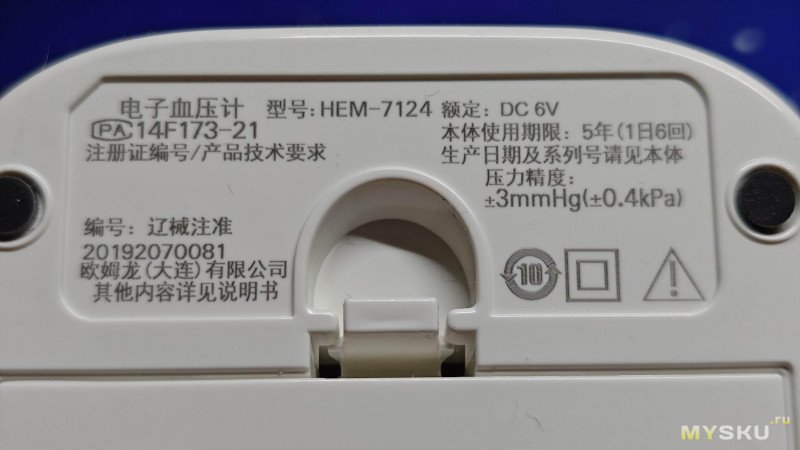 电子血压计 型号: HEM-7124 额定: DC 6V
PA 14F173-21
注册证编号/产品技术要求
本体使用期限: 5年(1日6回)
生产日期及系列号请见本体
压力精度:
±3mmHg(±0.4kPa)
编号: 辽械注准
20192070081
欧姆龙(大连)有限公司
其他内容详见说明书
10
MYSKU.ru